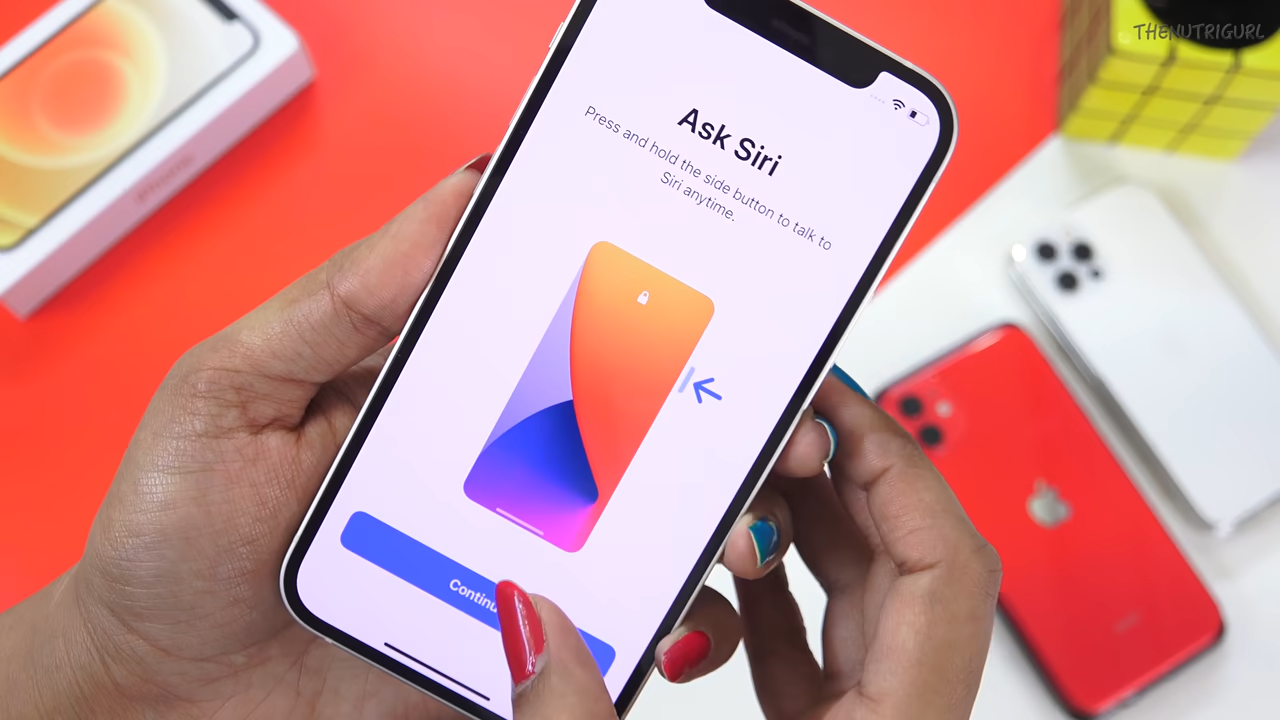 THENUTRIGURL
Ask Siri
Press and hold the side button to talk to
Siri anytime.